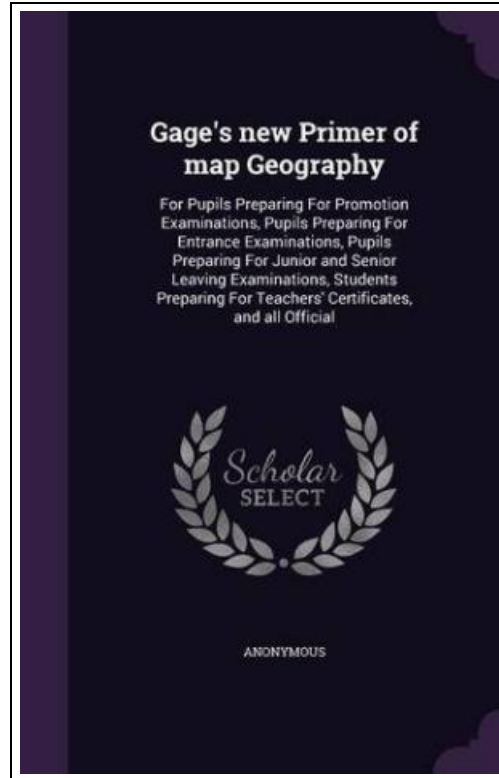 Gage's new Primer of
map Geography
For Pupils Preparing For Promotion
Examinations, Pupils Preparing For
Entrance Examinations, Pupils
Preparing For Junior and Senior
Leaving Examinations, Students
Preparing For Teachers' Certificates,
and all Official
Scholar
SELECT
ANONYMOUS